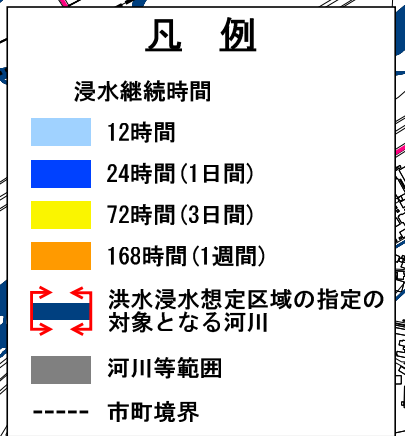 凡 例
浸水継続時間
12時間
24時間(1日間)
72時間(3日間)
168時間(1週間)
洪水浸水想定区域の指定の
対象となる河川
河川等範囲
市町境界